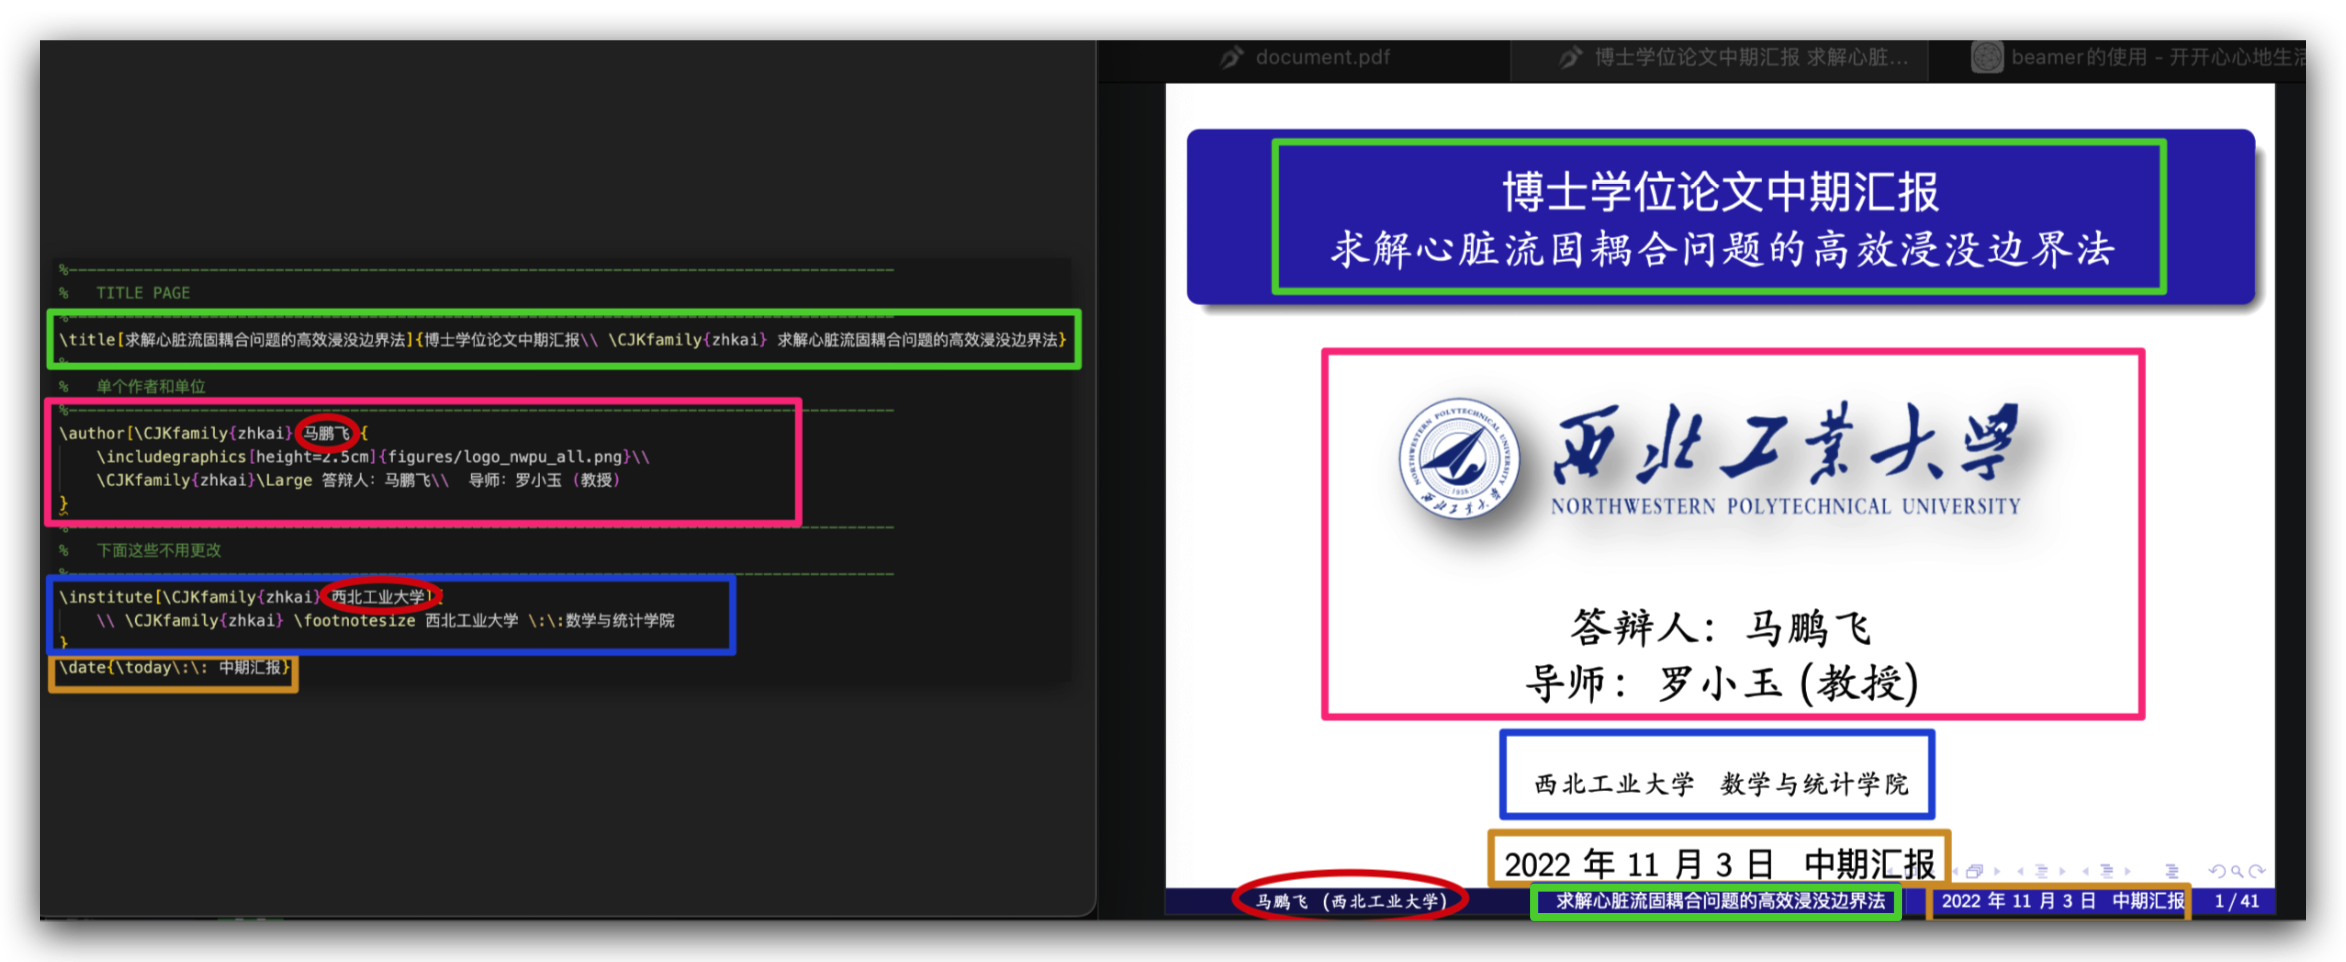 document.pdf
博士学位论文中期汇报 求解心脏...
beamer的使用 - 开开心心地生活
%
% TITLE PAGE
%
\title[求解心脏流固耦合问题的高效浸没边界法]{博士学位论文中期汇报\\ \CJKfamily{zhkai} 求解心脏流固耦合问题的高效浸没边界法}
%
% 单个作者和单位
%
\author[\CJKfamily{zhkai} 马鹏飞]{
\includegraphics[height=2.5cm]{figures/logo_nwpu_all.png}\\
\CJKfamily{zhkai}\Large 答辩人：马鹏飞\\ 导师：罗小玉（教授）
}
%
% 下面这些不用更改
%
\institute[\CJKfamily{zhkai} 西北工业大学]{
\\ \CJKfamily{zhkai} \footnotesize 西北工业大学 \:\:数学与统计学院
}
\date{\today\:\: 中期汇报}
博士学位论文中期汇报
求解心脏流固耦合问题的高效浸没边界法
NORTHWESTERN POLYTECHNICAL UNIVERSITY
1938
西北工业大学
西北工业大学
NORTHWESTERN POLYTECHNICAL UNIVERSITY
答辩人：马鹏飞
导师：罗小玉（教授）
西北工业大学 数学与统计学院
2022 年 11 月 3 日 中期汇报
马鹏飞（西北工业大学） 求解心脏流固耦合问题的高效浸没边界法 2022 年 11 月 3 日 中期汇报 1 / 41